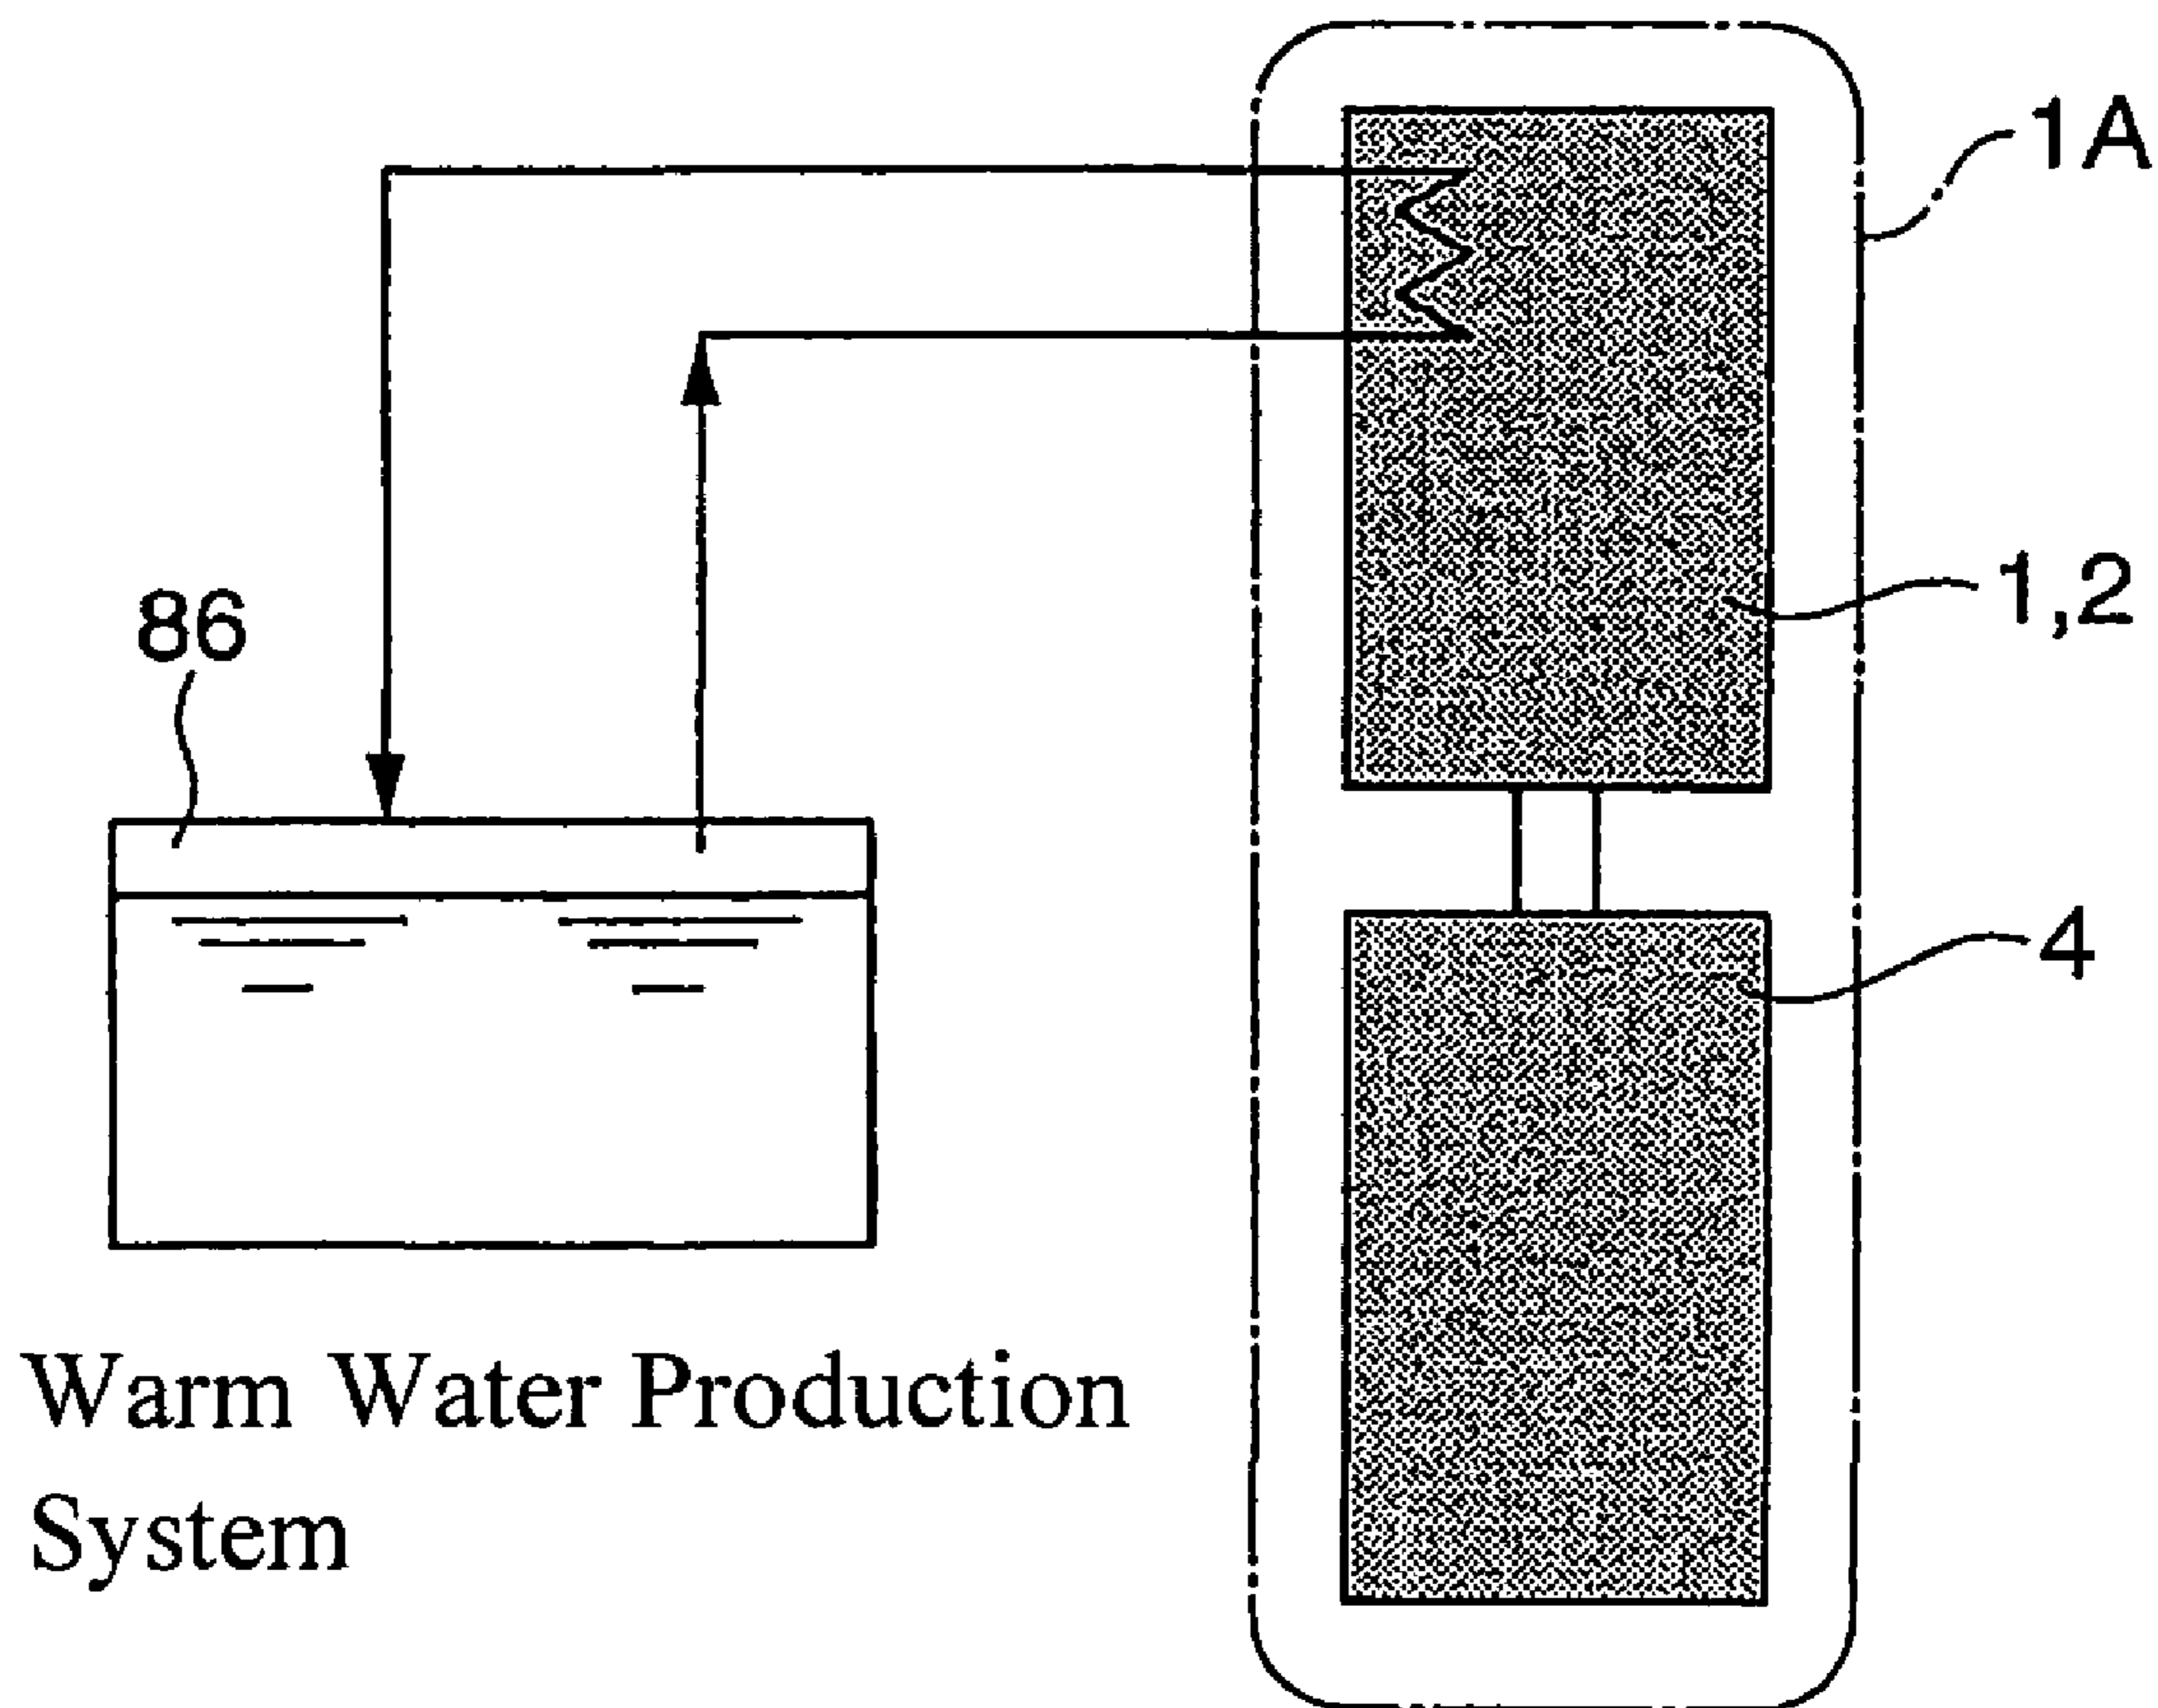 1A
1,2
86
4
Warm Water Production
System